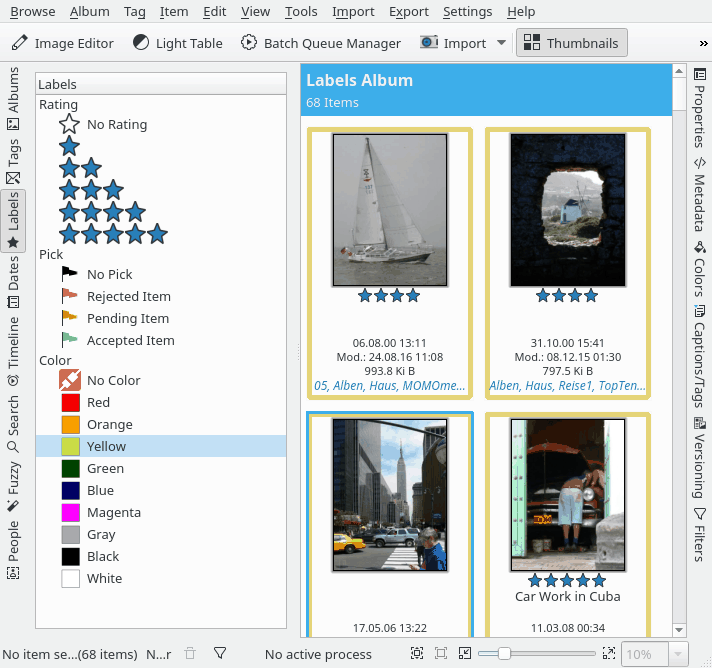 Browse Album Tag Item Edit View Tools Import Export Settings Help
Image Editor Light Table Batch Queue Manager Import Thumbnails »
Albums
Tags
Labels
Dates
Timeline
Search
Fuzzy
People
Labels
Rating
No Rating
Pick
No Pick
Rejected Item
Pending Item
Accepted Item
Color
No Color
Red
Orange
Yellow
Green
Blue
Magenta
Gray
Black
White
Labels Album
68 Items
06.08.00 13:11
Mod.: 24.08.16 11:08
993.8 Ki B
05, Alben, Haus, MOMOme...
31.10.00 15:41
Mod.: 08.12.15 01:30
797.5 Ki B
Alben, Haus, Reise1, TopTen...
17.05.06 13:22
Car Work in Cuba
11.03.08 00:34
Properties
Metadata
Colors
Captions/Tags
Versioning
Filters
No item se...(68 items) N...r No active process 10%